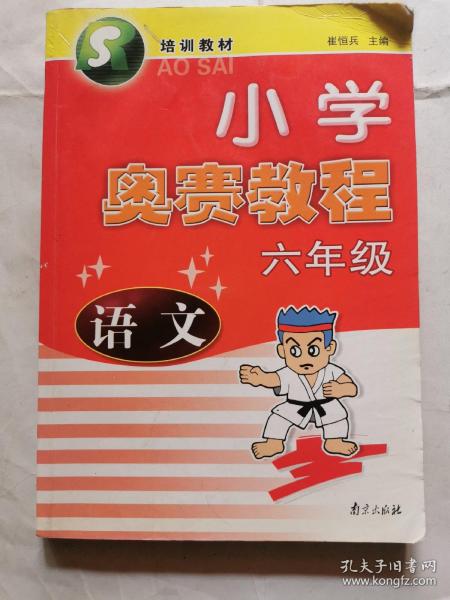 SR
培训教材
崔恒兵 主编
AO SAI
小学
奥赛教程
六年级
语文
南京出版社
孔夫子旧书网
www.kongfz.com